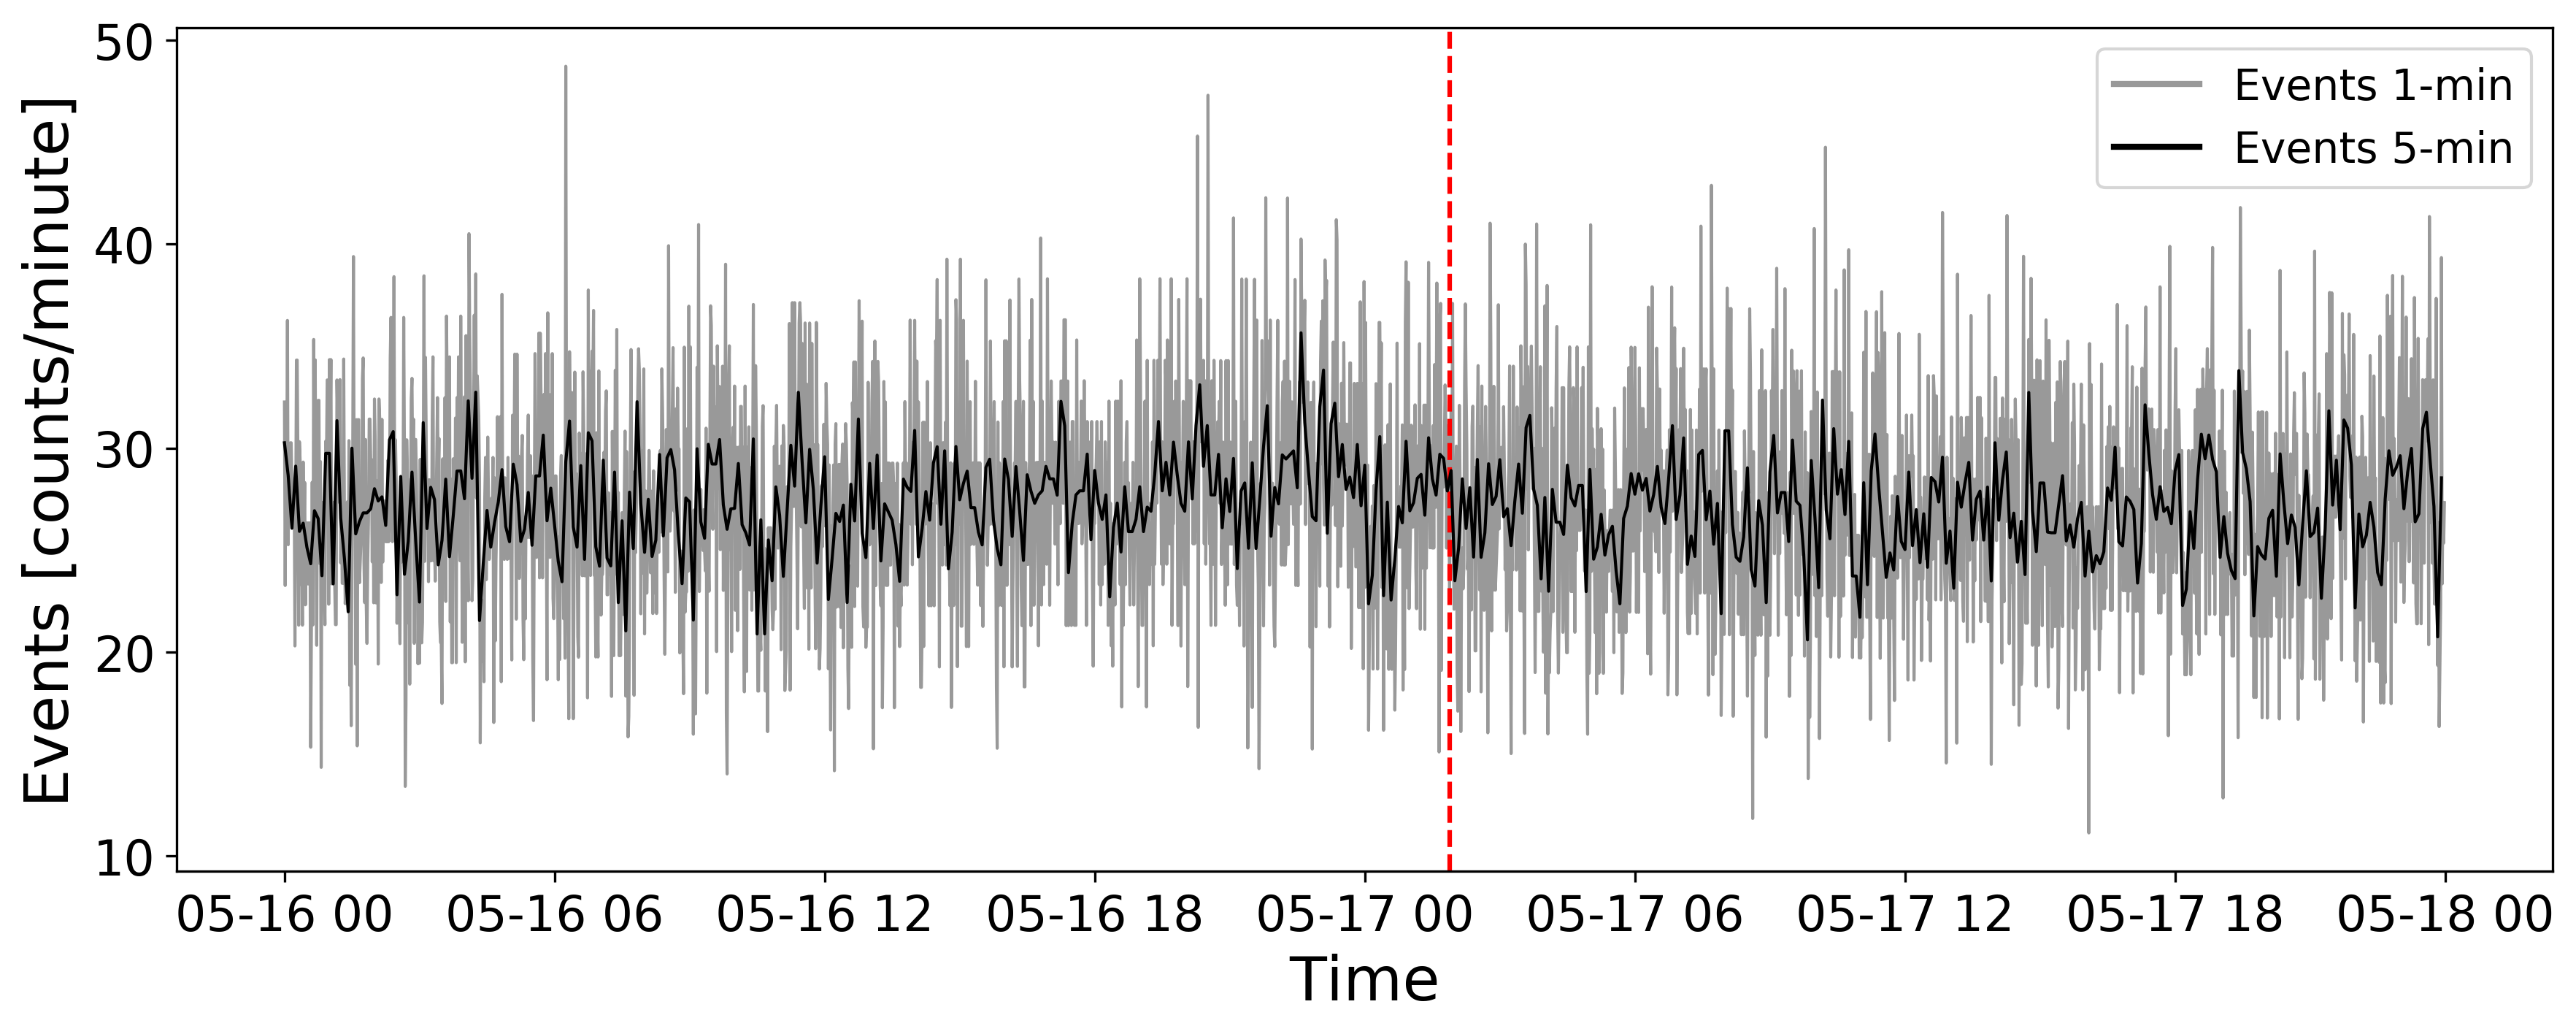 Events [counts/minute]
50
40
30
20
10
Events 1-min
Events 5-min
05-16 00 05-16 06 05-16 12 05-16 18 05-17 00 05-17 06 05-17 12 05-17 18 05-18 00
Time